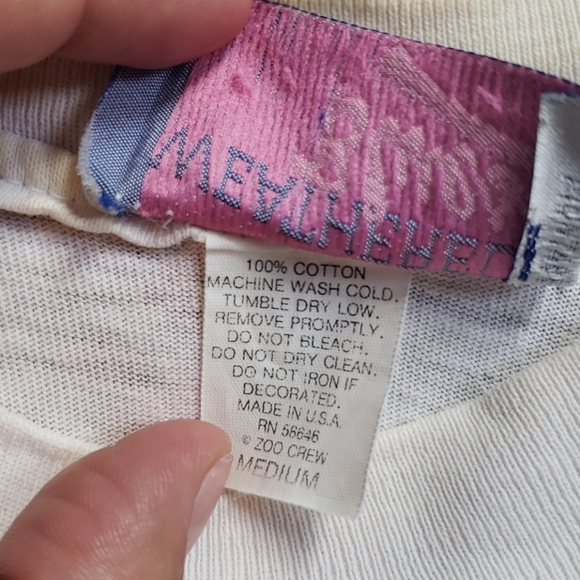 WEATHERED
100% COTTON
MACHINE WASH COLD.
TUMBLE DRY LOW.
REMOVE PROMPTLY.
DO NOT BLEACH.
DO NOT DRY CLEAN.
DO NOT IRON IF
DECORATED.
MADE IN U.S.A.
RN 56646
© ZOO CREW
MEDIUM